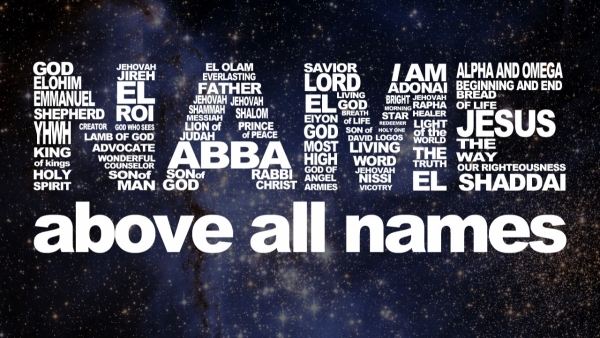 GOD
ELOHIM
EMMANUEL
SHEPHERD
YHWH
CREATOR
KING
of kings
HOLY
SPIRIT
JEHOVAH
JIREH
EL
ROI
GOD WHO SEES
LAMB OF GOD
ADVOCATE
WONDERFUL
COUNSELOR
SON of
MAN
EL OLAM
EVERLASTING
FATHER
JEHOVAH
SHAMMAH
MESSIAH
LION of
JUDAH
JEHOVAH
SHALOM
PRINCE
of PEACE
ABBA
SON of
GOD
RABBI
CHRIST
SAVIOR
LORD
EL
EIYON
GOD
MOST
HIGH
GOD OF
ANGEL
ARMIES
LIVING
GOD
BREATH
of LIFE
SON of
DAVID
LOGOS
LIVING
WORD
JEHOVAH
NISSI
VICOTRY
I AM
ADONAI
BRIGHT
MORNING
STAR
REDEEMER
HOLY ONE
JEHOVAH
RAPHA
HEALER
LIGHT
of the
WORLD
THE
TRUTH
EL
ALPHA AND OMEGA
BEGINNING AND END
BREAD
OF LIFE
JESUS
THE
WAY
OUR RIGHTEOUSNESS
SHADDAI
above all names